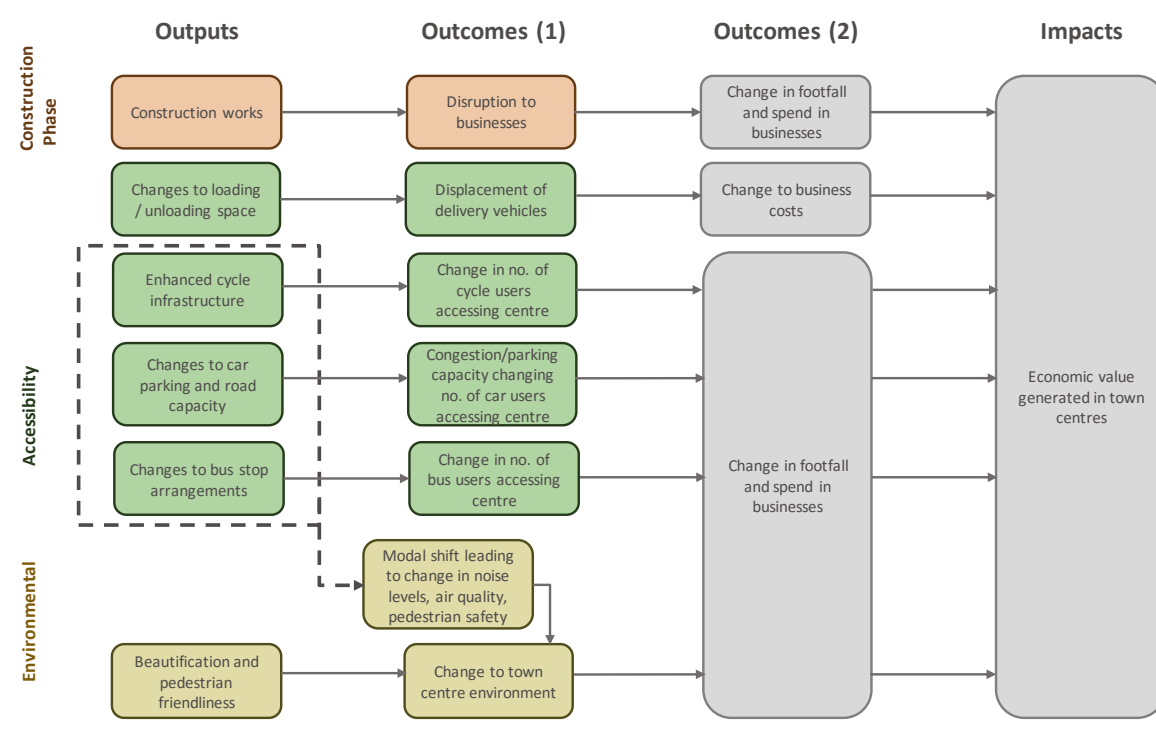 Outputs
Outcomes (1)
Outcomes (2)
Impacts
Construction
Phase
Construction works
Disruption to
businesses
Change in footfall
and spend in
businesses
Changes to loading
/ unloading space
Displacement of
delivery vehicles
Change to business
costs
Accessibility
Enhanced cycle
infrastructure
Change in no. of
cycle users
accessing centre
Changes to car
parking and road
capacity
Congestion/parking
capacity changing
no. of car users
accessing centre
Changes to bus stop
arrangements
Change in no. of
bus users accessing
centre
Change in footfall
and spend in
businesses
Economic value
generated in town
centres
Environmental
Modal shift leading
to change in noise
levels, air quality,
pedestrian safety
Beautification and
pedestrian
friendliness
Change to town
centre environment